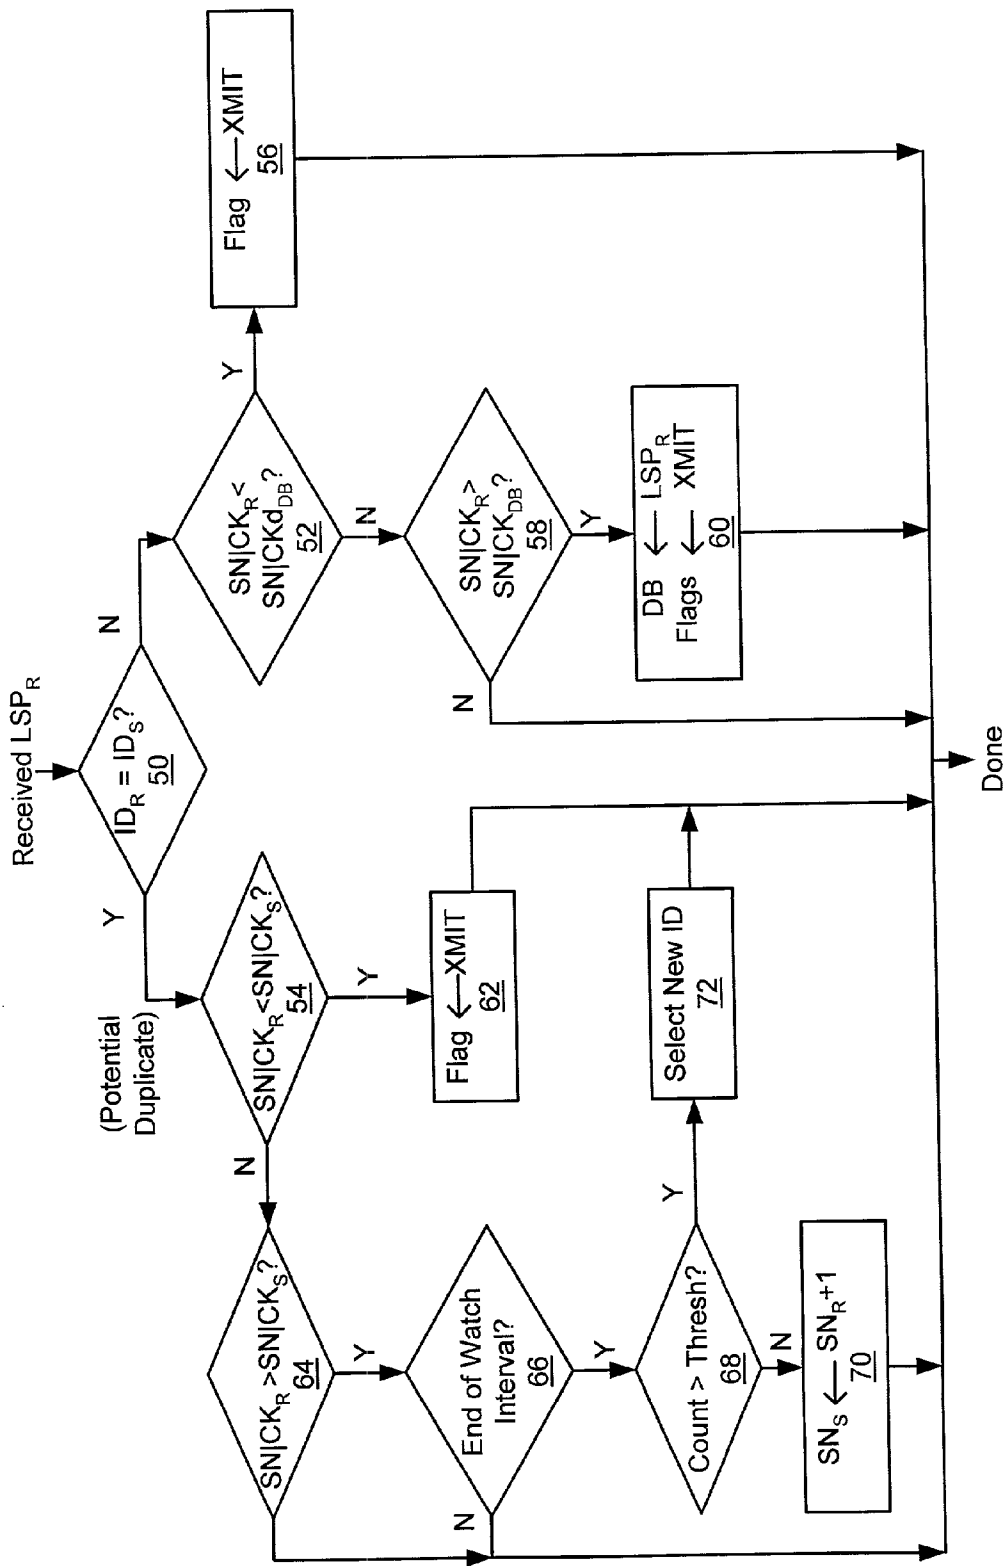 Received LSP_R
ID_R = ID_S?
50
Y
N
(Potential
Duplicate)
SN|CK_R <SN|CK_S?
54
N
Y
SN|CK_R <
SN|CKd_DB?
52
Y
N
Flag ←XMIT
56
SN|CK_R >SN|CK_S?
64
Y
Flag ←XMIT
62
SN|CK_R >
SN|CK_DB?
58
N
Y
End of Watch
Interval?
66
N
Y
DB ← LSP_R
Flags ← XMIT
60
Count > Thresh?
68
Y
N
Select New ID
72
SN_S ← SN_R+1
70
Done